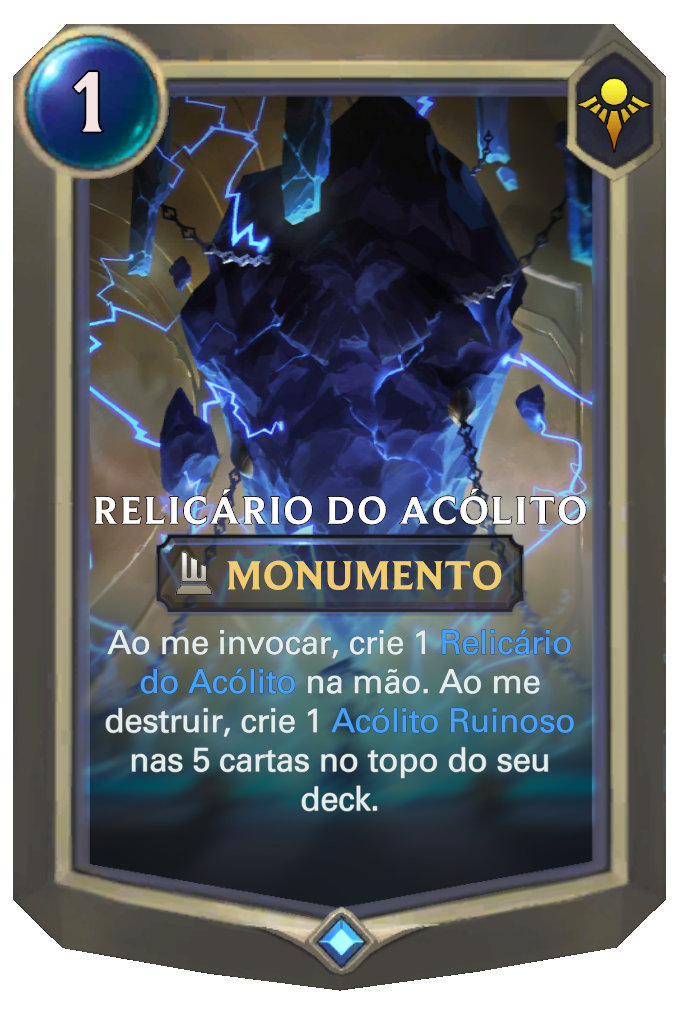 1
RELICÁRIO DO ACÓLITO
MONUMENTO
Ao me invocar, crie 1 Relicário
do Acólito na mão. Ao me
destruir, crie 1 Acólito Ruinoso
nas 5 cartas no topo do seu
deck.